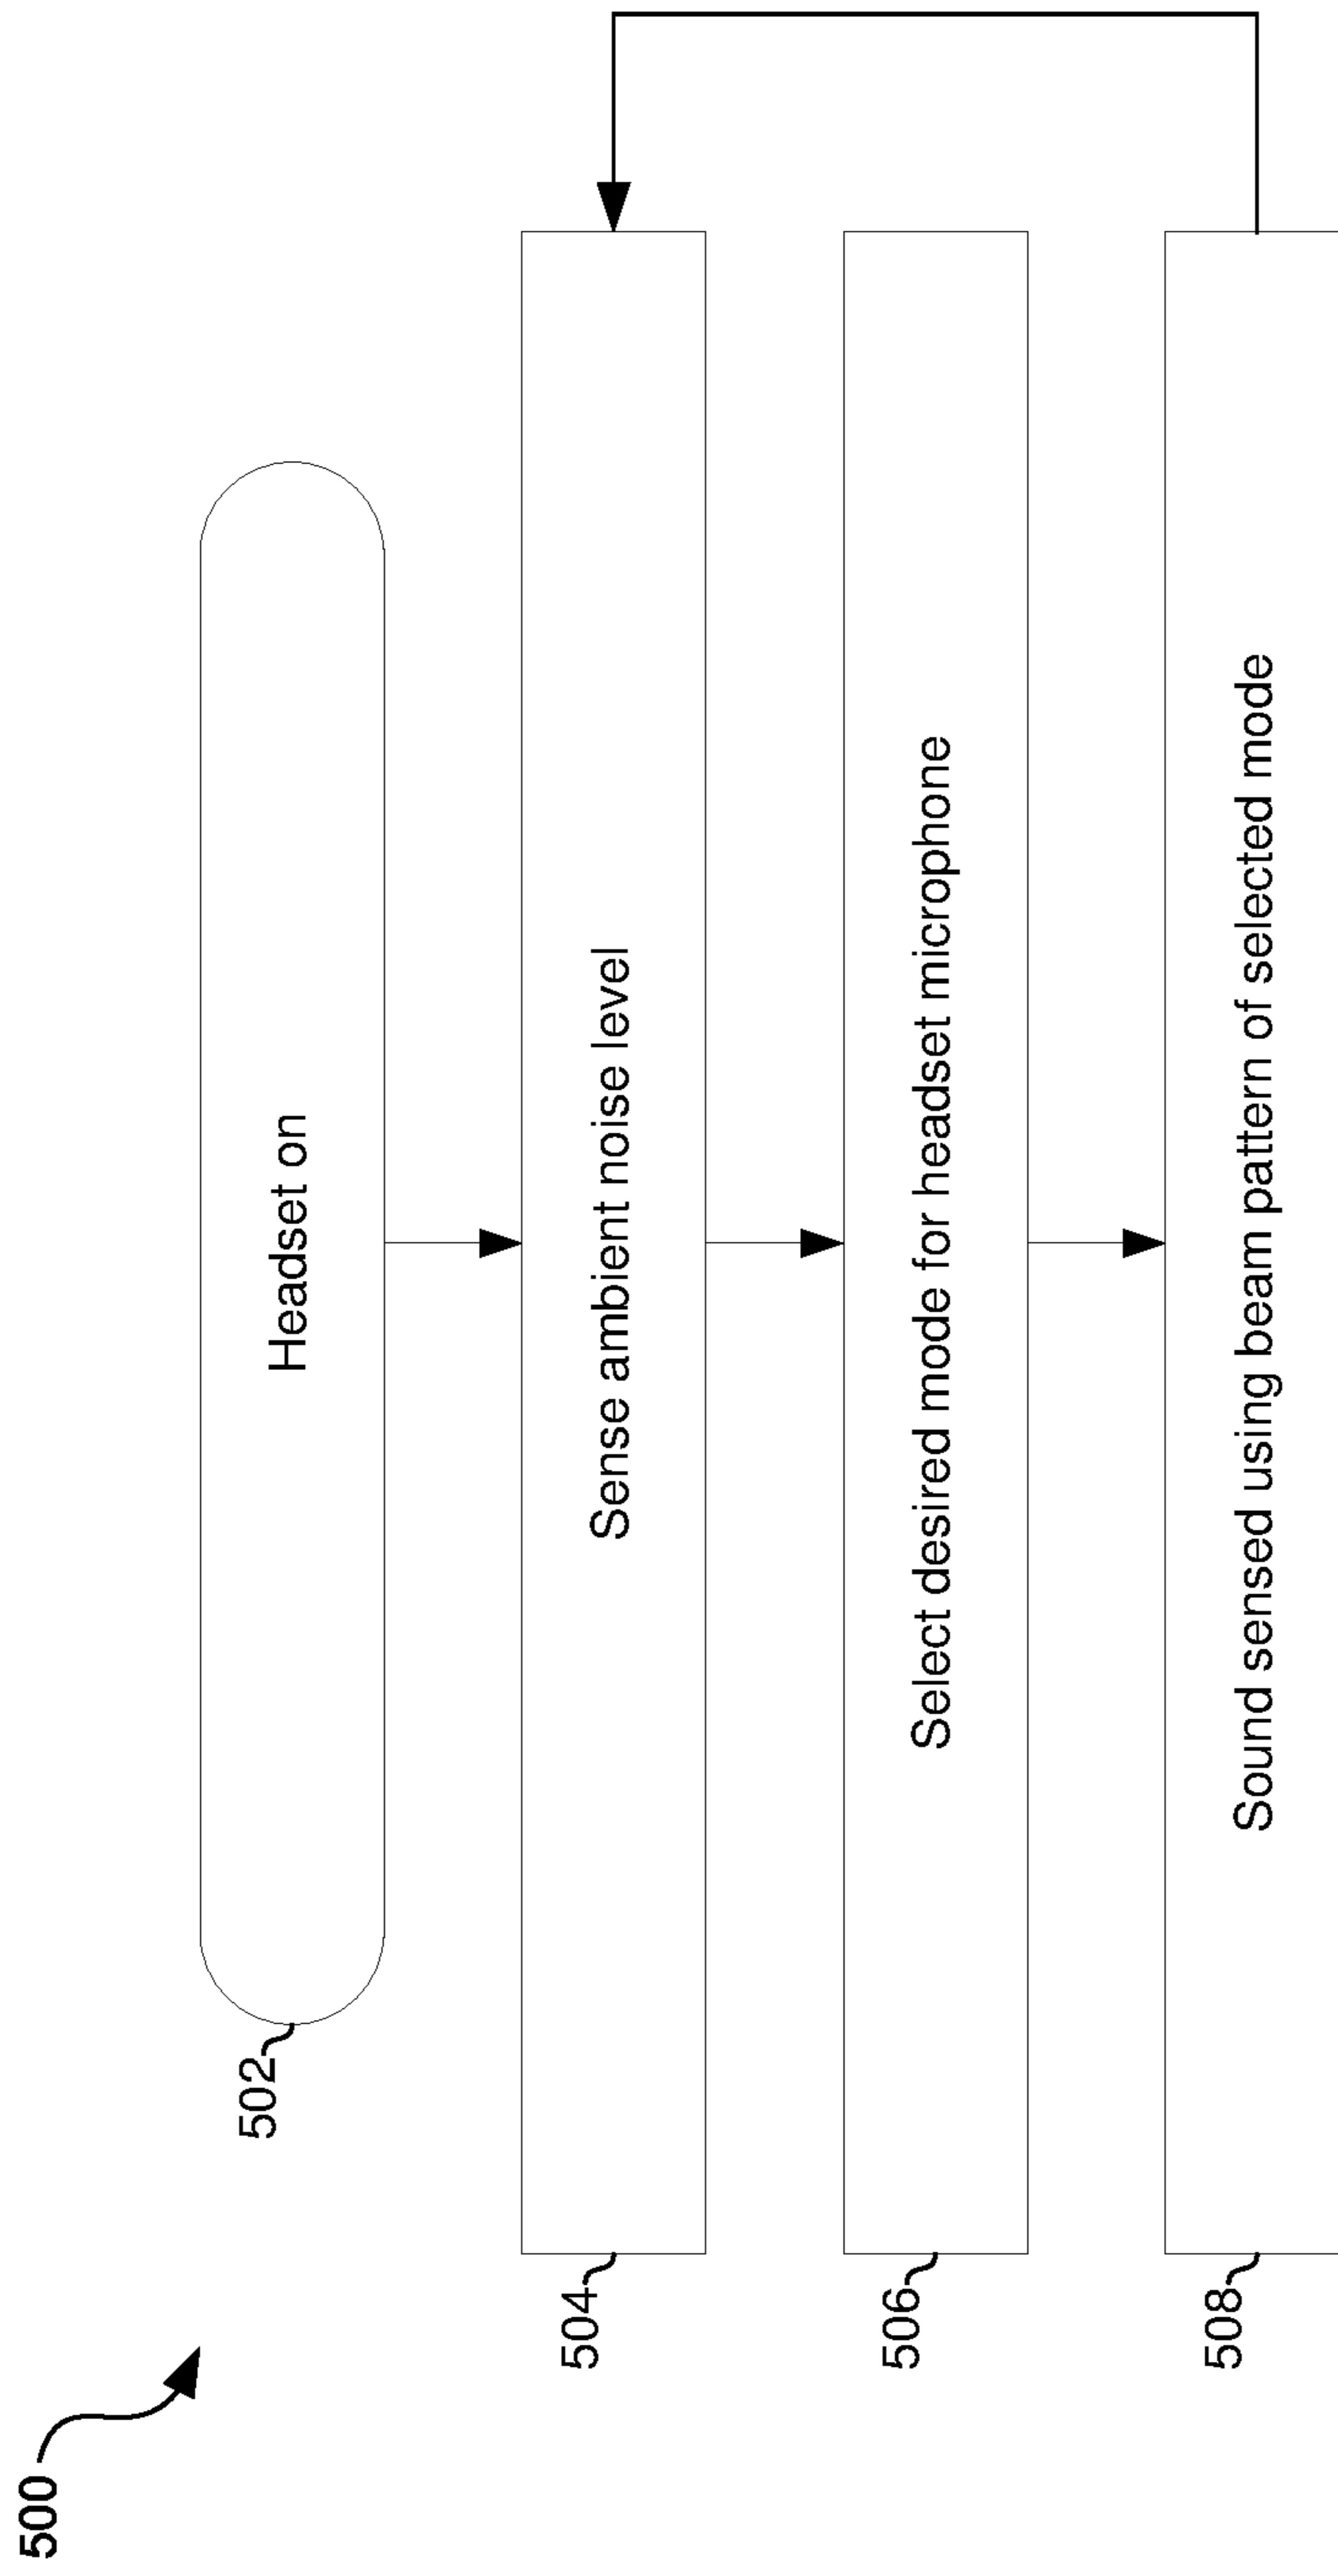 500
502
Headset on
504
Sense ambient noise level
506
Select desired mode for headset microphone
508
Sound sensed using beam pattern of selected mode